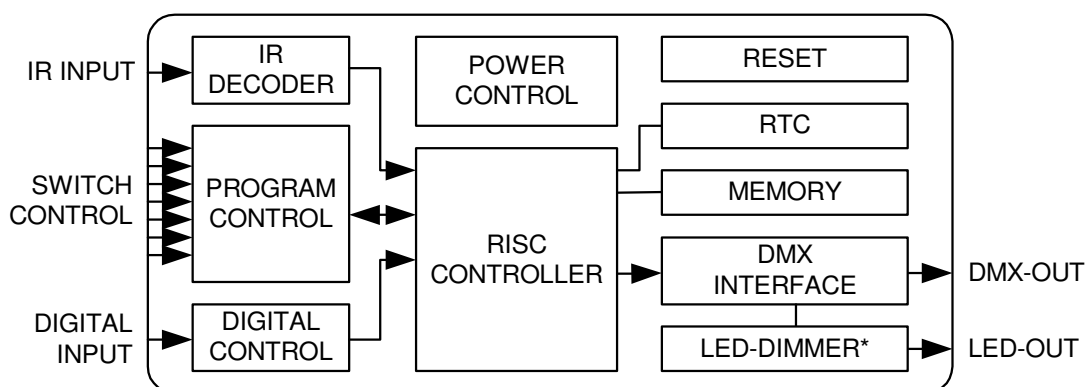 IR INPUT
IR
DECODER
POWER
CONTROL
RESET
RTC
SWITCH
CONTROL
PROGRAM
CONTROL
MEMORY
RISC
CONTROLLER
DMX
INTERFACE
DMX-OUT
DIGITAL
INPUT
DIGITAL
CONTROL
LED-DIMMER*
LED-OUT